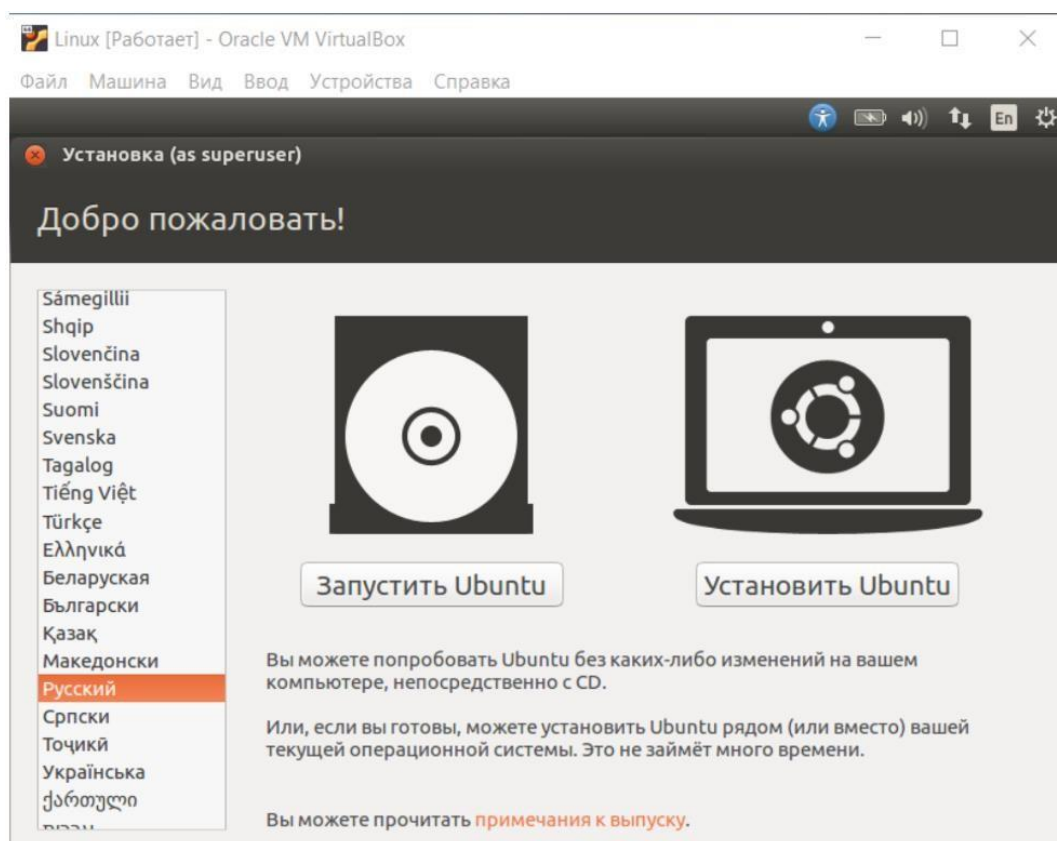 Linux [Работает] - Oracle VM VirtualBox
Файл Машина Вид Ввод Устройства Справка
En
Установка (as superuser)
Добро пожаловать!
Sámegillii
Shqip
Slovenčina
Slovenščina
Suomi
Svenska
Tagalog
Tiếng Việt
Türkçe
Ελληνικά
Беларуская
Български
Қазақ
Македонски
Русский
Српски
Тоҷикӣ
Українська
ქართული
Запустить Ubuntu
Установить Ubuntu
Вы можете попробовать Ubuntu без каких-либо изменений на вашем
компьютере, непосредственно с CD.
Или, если вы готовы, можете установить Ubuntu рядом (или вместо) вашей
текущей операционной системы. Это не займёт много времени.
Вы можете прочитать примечания к выпуску.